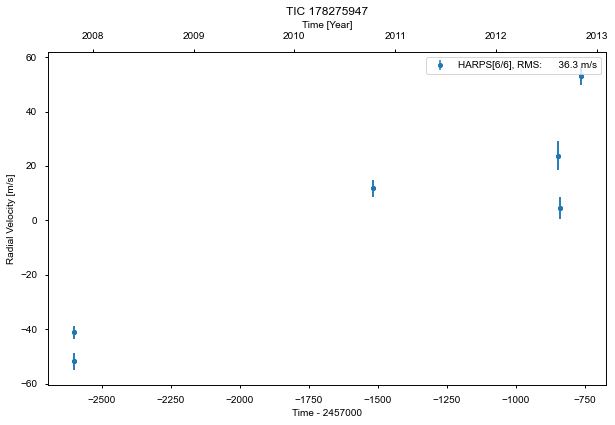 TIC 178275947
Time [Year]
2008 2009 2010 2011 2012 2013
HARPS[6/6], RMS: 36.3 m/s
Radial Velocity [m/s]
60
40
20
0
−20
−40
−60
−2500 −2250 −2000 −1750 −1500 −1250 −1000 −750
Time - 2457000